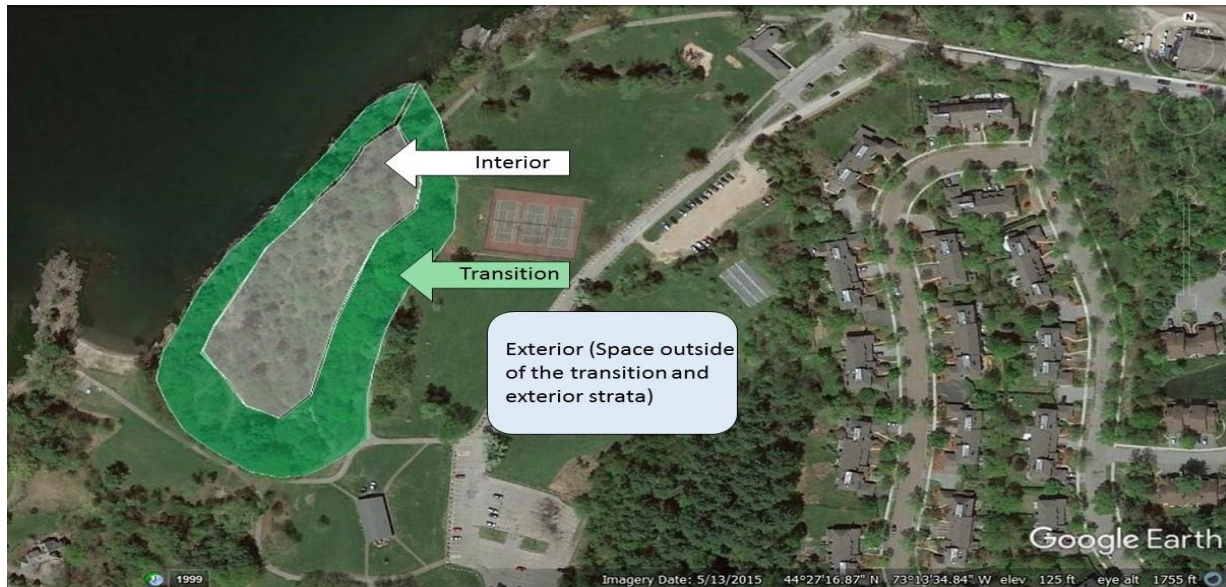 N
Interior
Transition
Exterior (Space outside
of the transition and
exterior strata)
Google Earth
1999
Imagery Date: 5/13/2015 44°27'16.87" N 73°13'34.84" W elev 125 ft eye alt 1755 ft